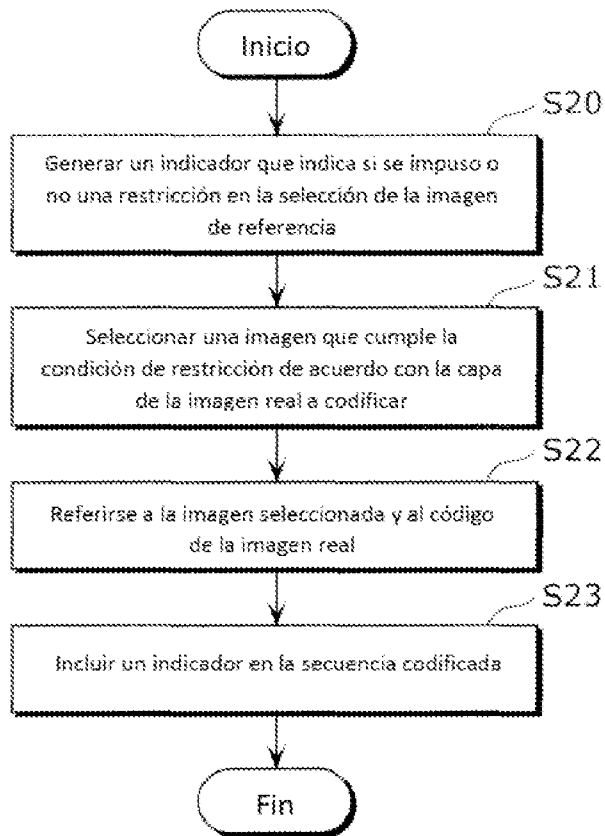 Inicio
S20
Generar un indicador que indica si se impuso o
no una restricción en la selección de la imagen
de referencia
S21
Seleccionar una imagen que cumple la
condición de restricción de acuerdo con la capa
de la imagen real a codificar
S22
Referirse a la imagen seleccionada y al código
de la imagen real
S23
Incluir un indicador en la secuencia codificada
Fin